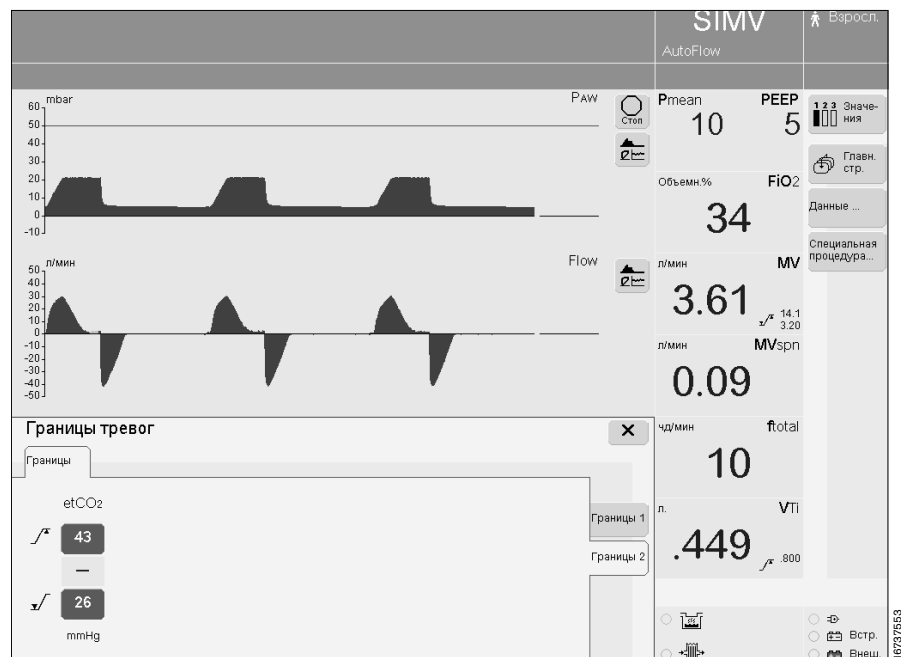 SIMV
AutoFlow
Взросл.
mbar
Paw
60
50
40
30
20
10
0
-10
Стоп
Pmean
PEEP
10
5
1 2 3 Значе-
ния
Главн.
стр.
Объемн.%
FiO2
34
Данные ...
Специальная
процедура...
л/мин
Flow
50
40
30
20
10
0
-10
-20
-30
-40
-50
л/мин
MV
3.61
14.1
3.20
л/мин
MVspn
0.09
Границы тревог
Границы
etCO2
43
—
26
mmHg
Границы 1
Границы 2
чд/мин
ftotal
10
л.
VTi
.449
.800
Встр.
Внеш.
16737553